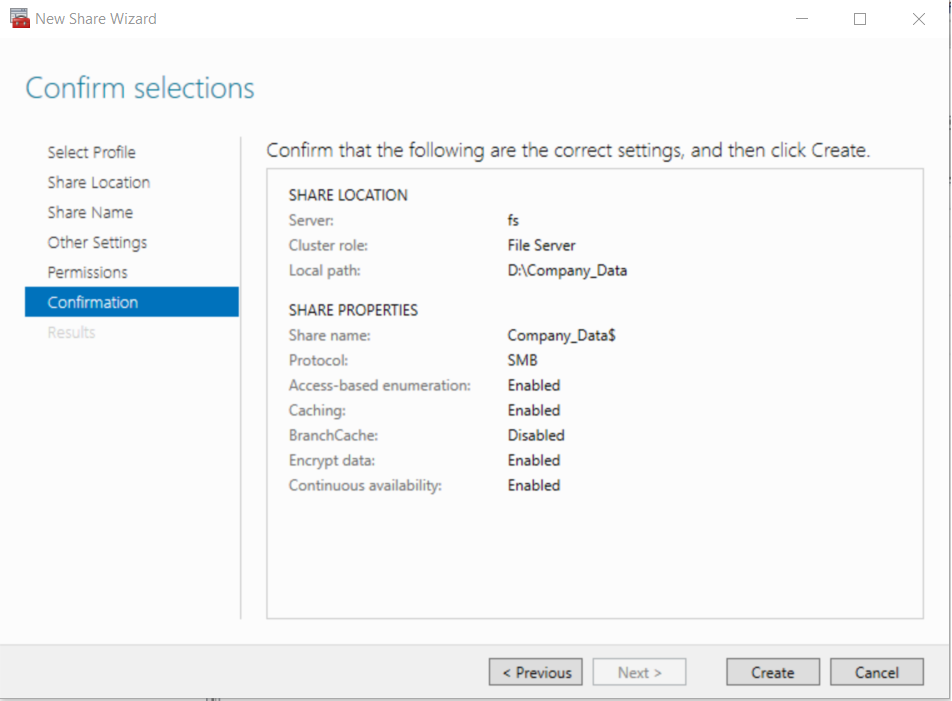 New Share Wizard
Confirm selections
Select Profile
Share Location
Share Name
Other Settings
Permissions
Confirmation
Results
Confirm that the following are the correct settings, and then click Create.
SHARE LOCATION
Server: fs
Cluster role: File Server
Local path: D:\Company_Data
SHARE PROPERTIES
Share name: Company_Data$
Protocol: SMB
Access-based enumeration: Enabled
Caching: Enabled
BranchCache: Disabled
Encrypt data: Enabled
Continuous availability: Enabled
< Previous Next > Create Cancel